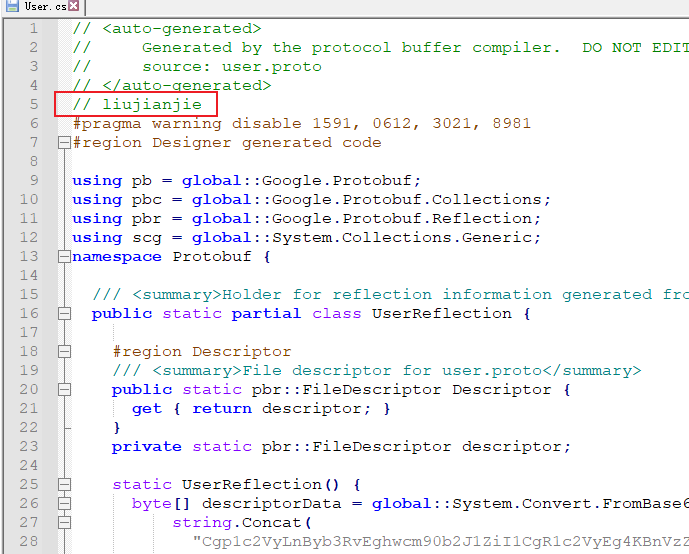 User.cs
1 // <auto-generated>
2 //     Generated by the protocol buffer compiler.  DO NOT EDIT
3 //     source: user.proto
4 // </auto-generated>
5 // liujianjie
6 #pragma warning disable 1591, 0612, 3021, 8981
7 #region Designer generated code
8
9 using pb = global::Google.Protobuf;
10 using pbc = global::Google.Protobuf.Collections;
11 using pbr = global::Google.Protobuf.Reflection;
12 using scg = global::System.Collections.Generic;
13 namespace Protobuf {
14
15   /// <summary>Holder for reflection information generated fro
16   public static partial class UserReflection {
17
18     #region Descriptor
19     /// <summary>File descriptor for user.proto</summary>
20     public static pbr::FileDescriptor Descriptor {
21       get { return descriptor; }
22     }
23     private static pbr::FileDescriptor descriptor;
24
25     static UserReflection() {
26       byte[] descriptorData = global::System.Convert.FromBase6
27           string.Concat(
28             "Cgp1c2VyLnByb3RvEghwcm90b2J1ZiI1CgR1c2VyEg4KBnVzZ